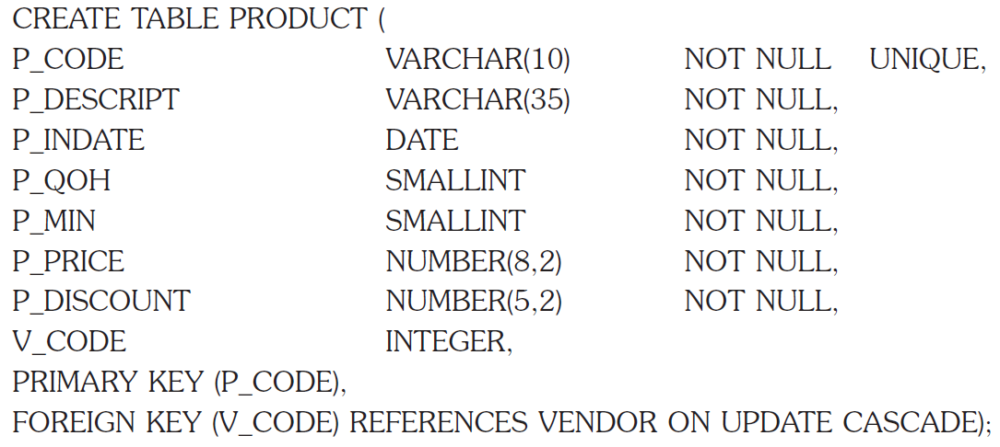 CREATE TABLE PRODUCT (
P_CODE VARCHAR(10) NOT NULL UNIQUE,
P_DESCRIPT VARCHAR(35) NOT NULL,
P_INDATE DATE NOT NULL,
P_QOH SMALLINT NOT NULL,
P_MIN SMALLINT NOT NULL,
P_PRICE NUMBER(8,2) NOT NULL,
P_DISCOUNT NUMBER(5,2) NOT NULL,
V_CODE INTEGER,
PRIMARY KEY (P_CODE),
FOREIGN KEY (V_CODE) REFERENCES VENDOR ON UPDATE CASCADE);